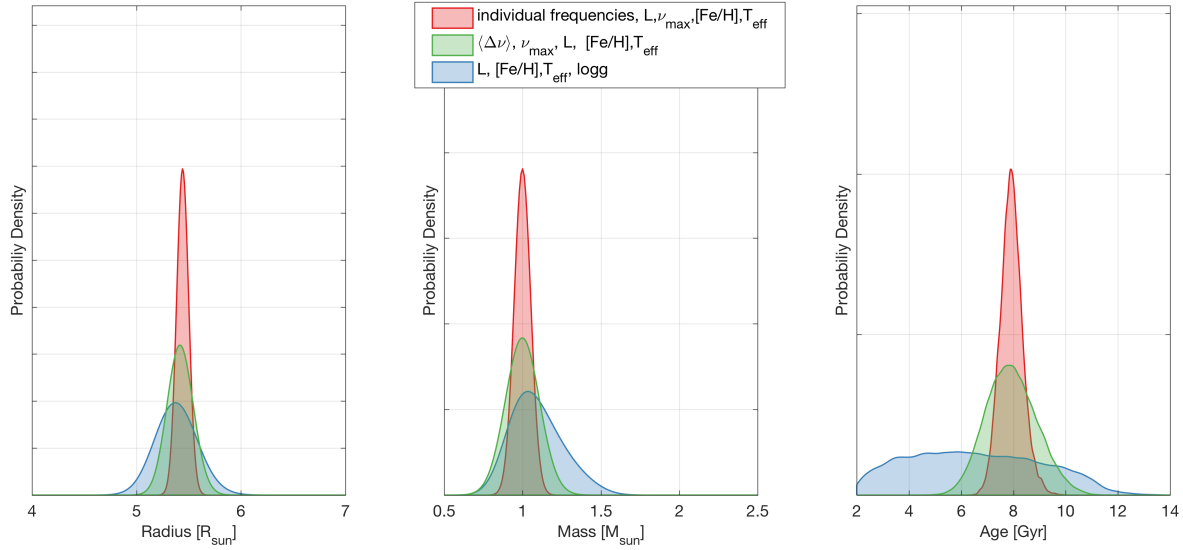 individual frequencies, L,νmax,[Fe/H],Teff
⟨Δν⟩, νmax, L, [Fe/H],Teff
L, [Fe/H],Teff, logg
Probabiliy Density
4 5 6 7
Radius [Rsun]
Probabiliy Density
0.5 1 1.5 2 2.5
Mass [Msun]
Probabiliy Density
2 4 6 8 10 12 14
Age [Gyr]